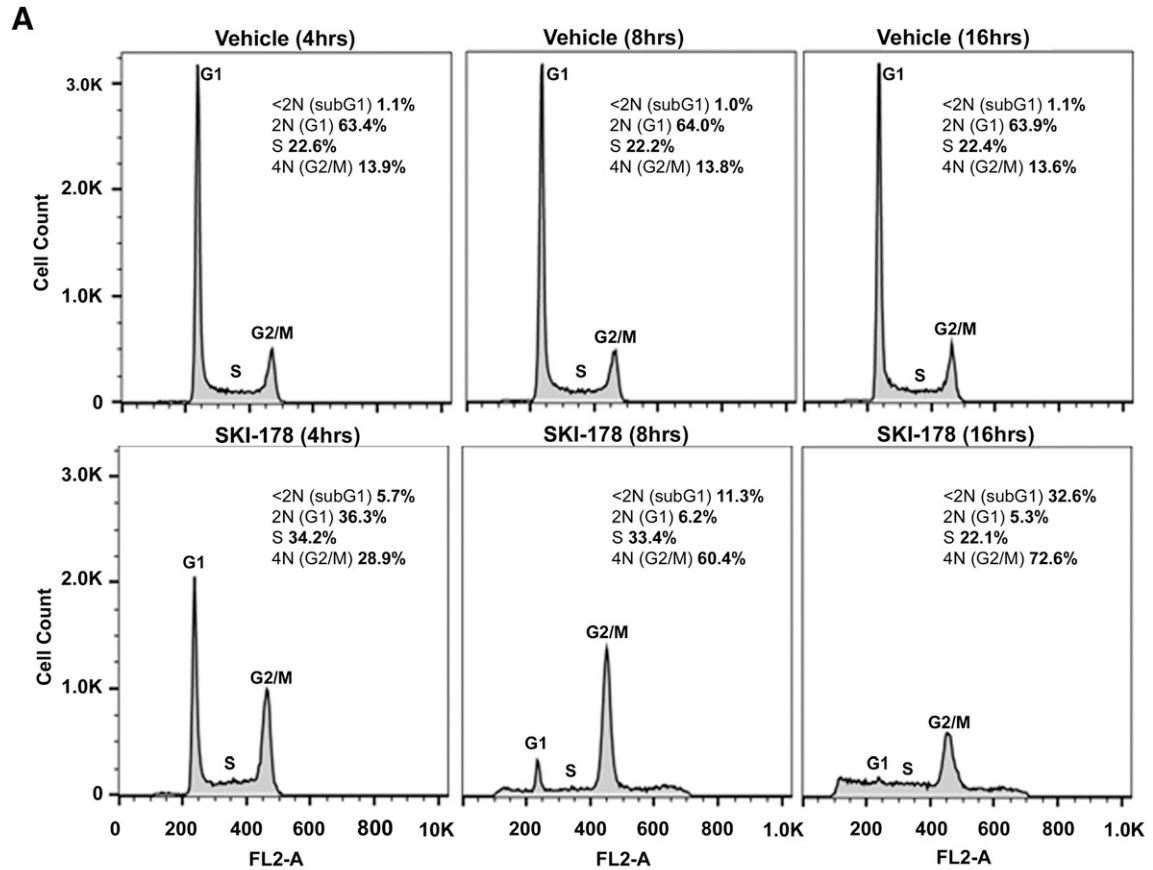 A
Vehicle (4hrs)
Vehicle (8hrs)
Vehicle (16hrs)
Cell Count
3.0K
2.0K
1.0K
0
G1
<2N (subG1) 1.1%
2N (G1) 63.4%
S 22.6%
4N (G2/M) 13.9%
G2/M
S
G1
<2N (subG1) 1.0%
2N (G1) 64.0%
S 22.2%
4N (G2/M) 13.8%
G2/M
S
G1
<2N (subG1) 1.1%
2N (G1) 63.9%
S 22.4%
4N (G2/M) 13.6%
G2/M
S
SKI-178 (4hrs)
SKI-178 (8hrs)
SKI-178 (16hrs)
Cell Count
3.0K
2.0K
1.0K
0
<2N (subG1) 5.7%
2N (G1) 36.3%
S 34.2%
4N (G2/M) 28.9%
G1
G2/M
S
<2N (subG1) 11.3%
2N (G1) 6.2%
S 33.4%
4N (G2/M) 60.4%
G2/M
G1
S
<2N (subG1) 32.6%
2N (G1) 5.3%
S 22.1%
4N (G2/M) 72.6%
G2/M
G1 S
0 200 400 600 800 10K
200 400 600 800 1.0K
200 400 600 800 1.0K
FL2-A
FL2-A
FL2-A